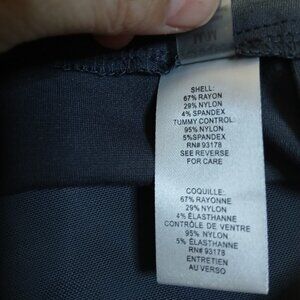 SHELL:
67% RAYON
29% NYLON
4% SPANDEX
TUMMY CONTROL:
95% NYLON
5%SPANDEX
RN# 93178
SEE REVERSE
FOR CARE
COQUILLE:
67% RAYONNE
29% NYLON
4% ÉLASTHANNE
CONTRÔLE DE VENTRE
95% NYLON
5% ÉLASTHANNE
RN# 93178
ENTRETIEN
AU VERSO